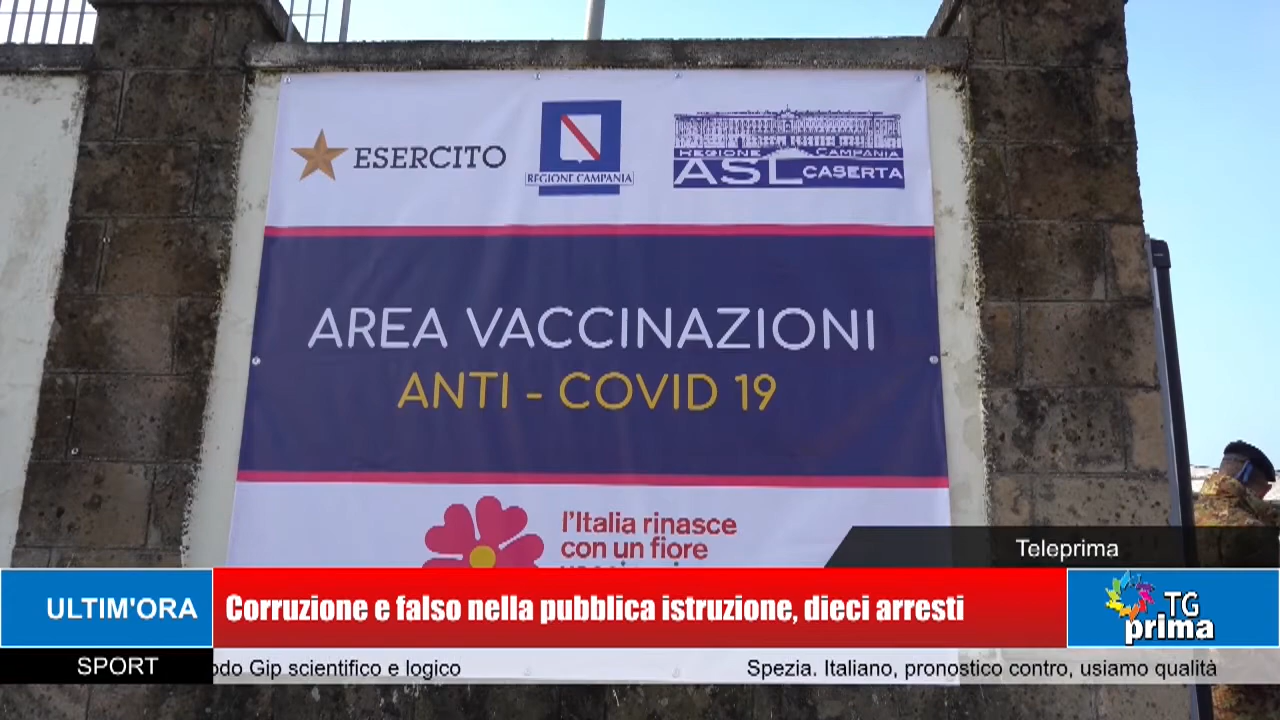 ESERCITO
REGIONE CAMPANIA
REGIONE CAMPANIA
ASL CASERTA
AREA VACCINAZIONI
ANTI - COVID 19
l'Italia rinasce
con un fiore
Teleprima
ULTIM'ORA
Corruzione e falso nella pubblica istruzione, dieci arresti
TG
prima
SPORT
odo Gip scientifico e logico
Spezia. Italiano, pronostico contro, usiamo qualità